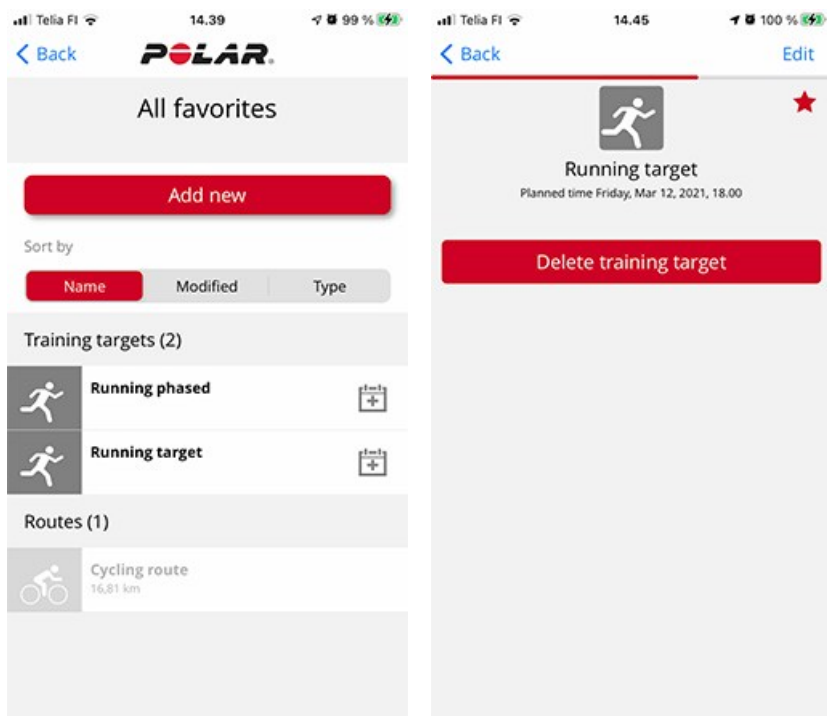 Telia FI 14.39 99 %
Back POLAR.
All favorites
Add new
Sort by
Name Modified Type
Training targets (2)
Running phased
Running target
Routes (1)
Cycling route
16,81 km
Telia FI 14.45 100 %
Back Edit
Running target
Planned time Friday, Mar 12, 2021, 18.00
Delete training target